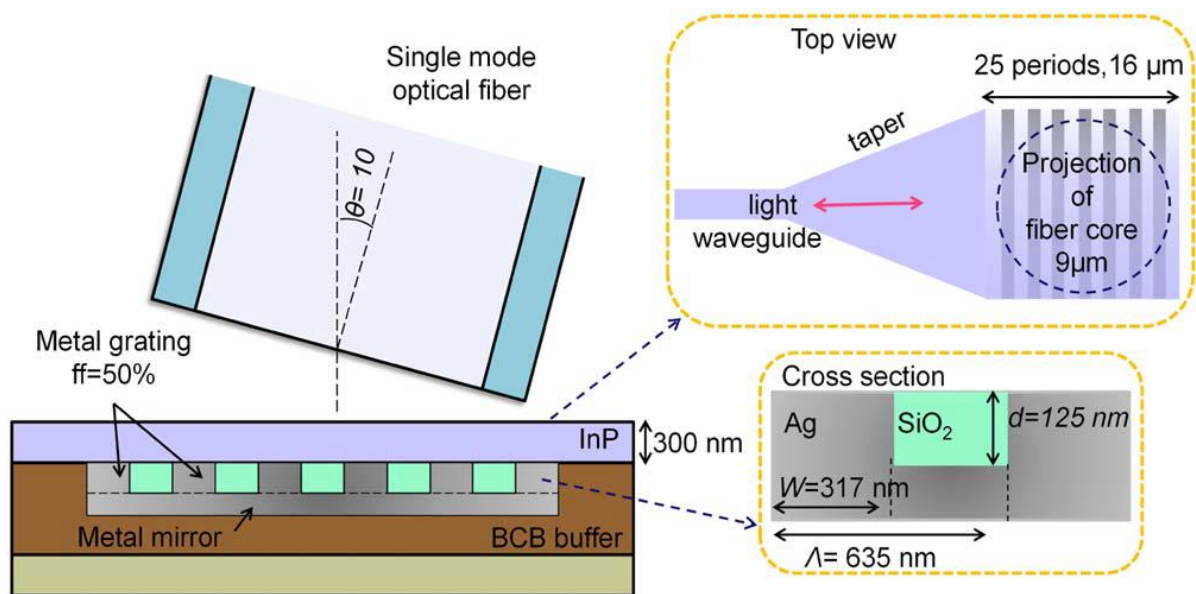 Single mode
optical fiber
θ= 10
Metal grating
ff=50%
InP
300 nm
Metal mirror
BCB buffer
Top view
25 periods, 16 μm
taper
light
waveguide
Projection
of
fiber core
9μm
Cross section
Ag
SiO₂
d=125 nm
W=317 nm
Λ= 635 nm